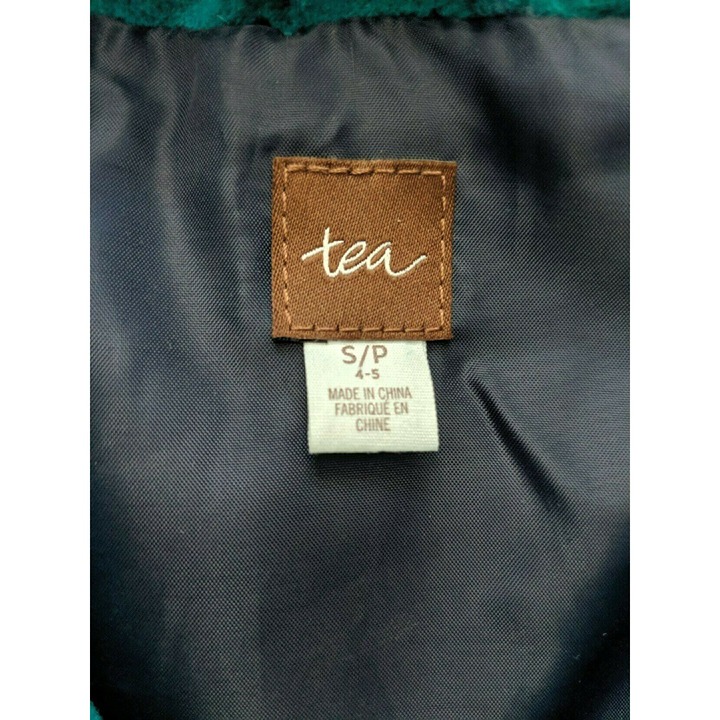 tea
S/P
4-5
MADE IN CHINA
FABRIQUÉ EN
CHINE